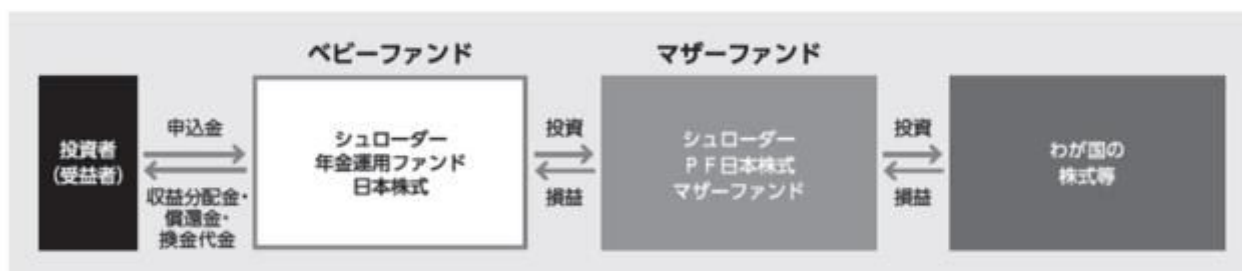 ベビーファンド
マザーファンド
投資者
(受益者)
申込金
収益分配金・
償還金・
換金代金
シュローダー
年金運用ファンド
日本株式
投資
損益
シュローダー
PF日本株式
マザーファンド
投資
損益
わが国の
株式等